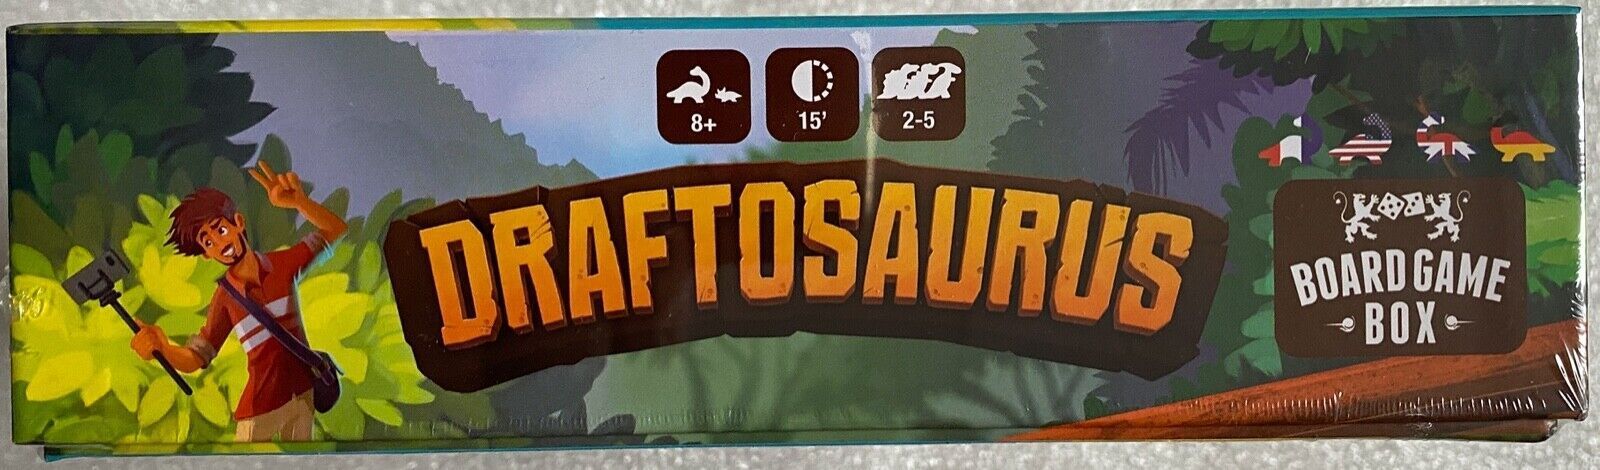 8+ 15' 2-5
DRAFTOSAURUS
BOARD GAME
BOX